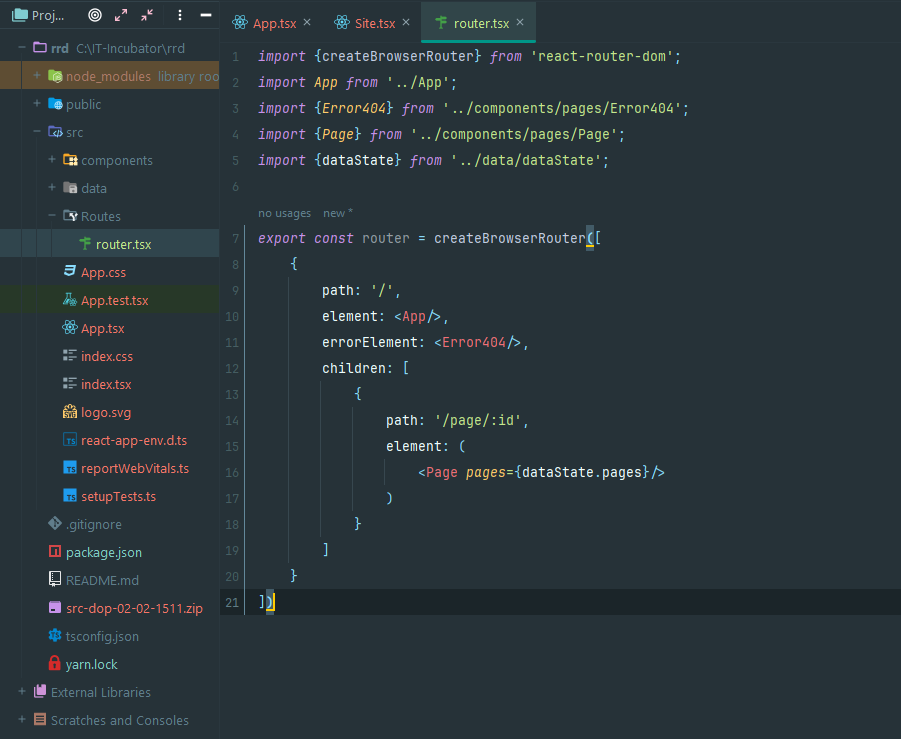 Proj...
App.tsx
Site.tsx
router.tsx
rrd C:\IT-Incubator\rrd
node_modules library roo
public
src
components
data
Routes
router.tsx
App.css
App.test.tsx
App.tsx
index.css
index.tsx
logo.svg
react-app-env.d.ts
reportWebVitals.ts
setupTests.ts
.gitignore
package.json
README.md
src-dop-02-02-1511.zip
tsconfig.json
yarn.lock
External Libraries
Scratches and Consoles
1 import {createBrowserRouter} from 'react-router-dom';
2 import App from '../App';
3 import {Error404} from '../components/pages/Error404';
4 import {Page} from '../components/pages/Page';
5 import {dataState} from '../data/dataState';
6
no usages new *
7 export const router = createBrowserRouter([
8 {
9 path: '/',
10 element: <App/>,
11 errorElement: <Error404/>,
12 children: [
13 {
14 path: '/page/:id',
15 element: (
16 <Page pages={dataState.pages}/>
17 )
18 }
19 ]
20 }
21 ])